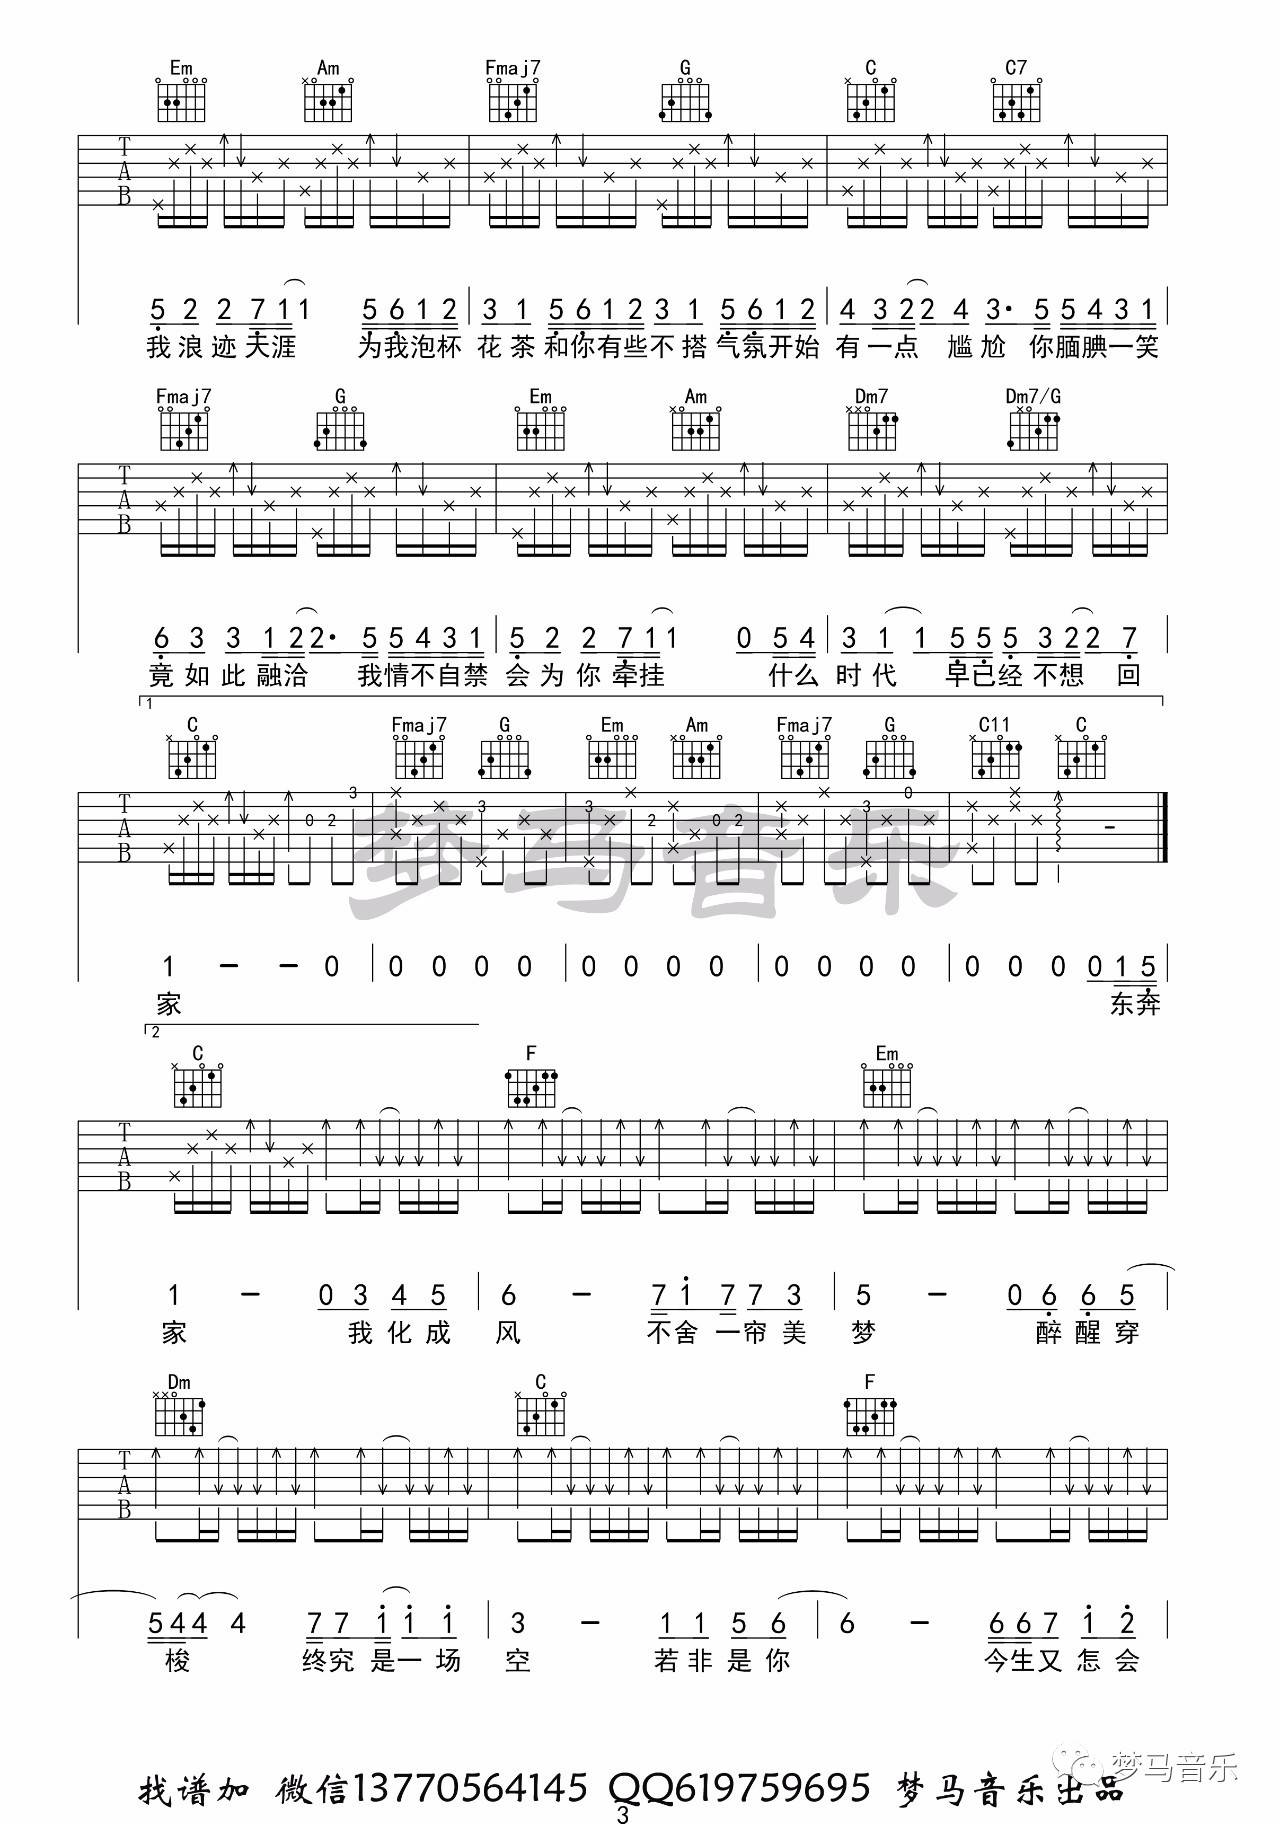 Em Am Fmaj7 G C C7
T
A
B
5 2 2 7 1 1 5 6 1 2 3 1 5 6 1 2 3 1 5 6 1 2 4 3 2 2 4 3· 5 5 4 3 1
我浪迹天涯 为我泡杯 花茶和你有些不搭气氛开始 有一点 尴尬 你腼腆一笑
Fmaj7 G Em Am Dm7 Dm7/G
T
A
B
6 3 3 1 2 2· 5 5 4 3 1 5 2 2 7 1 1 0 5 4 3 1 1 5 5 5 3 2 2 7
竟如此融洽 我情不自禁 会为你牵挂 什么 时代 早已经不想 回
1
C Fmaj7 G Em Am Fmaj7 G C11 C
T
A
B
0 2 3 3 3 2 0 2 3 0 -
梦马音乐
1 - - 0 0 0 0 0 0 0 0 0 0 0 0 0 0 0 0 0 1 5
家 东奔
2
C F Em
T
A
B
1 - 0 3 4 5 6 - 7 1 7 7 3 5 - 0 6 6 5
家 我化成 风 不舍一帘美 梦 醉醒穿
Dm C F
T
A
B
5 4 4 4 7 7 1 1 1 3 - 1 1 5 6 6 - 6 6 7 1 2
梭 终究是一场 空 若非是你 今生又怎会
梦马音乐
找谱加 微信13770564145 QQ619759695 梦马音乐出品
3